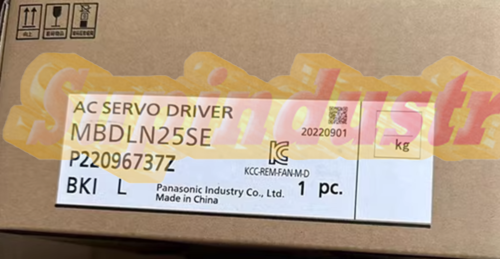 Sunindustr
AC SERVO DRIVER
MBDLN25SE
20220901
P22096737Z
KCC-REM-FAN-M-D
kg
BKI L
Panasonic Industry Co., Ltd.
Made in China
1 pc.